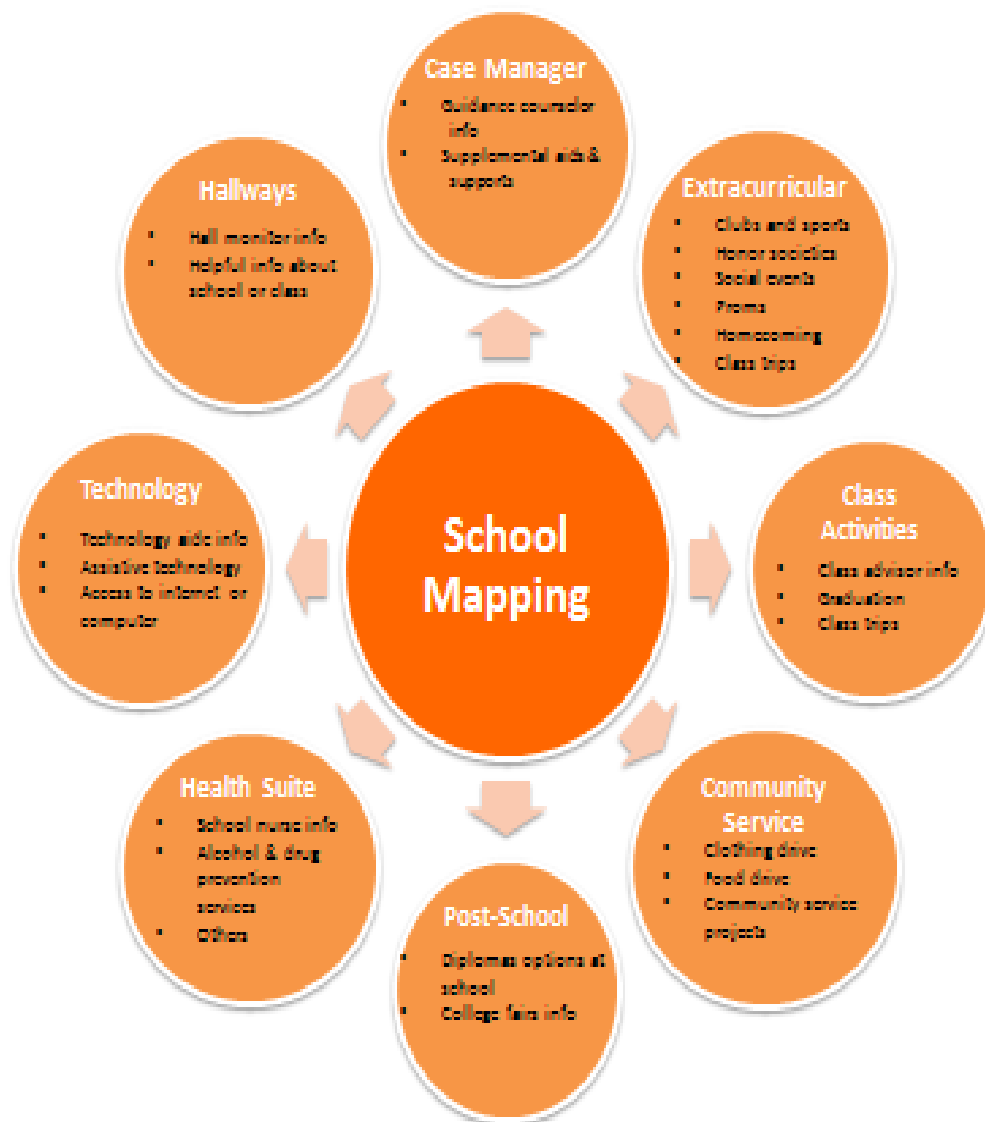 Case Manager
▪ Guidance counselor
info
▪ Supplemental aids &
supports
Extracurricular
▪ Clubs and sports
▪ Honor societies
▪ Social events
▪ Proms
▪ Homecoming
▪ Class trips
Class
Activities
▪ Class advisor info
▪ Graduation
▪ Class trips
Community
Service
▪ Clothing drive
▪ Food drive
▪ Community service
projects
Post-School
▪ Diplomas options at
school
▪ College fairs info
Health Suite
▪ School nurse info
▪ Alcohol & drug
prevention
services
▪ Others
Technology
▪ Technology aide info
▪ Assistive technology
▪ Access to internet or
computer
Hallways
▪ Hall monitor info
▪ Helpful info about
school or class
School
Mapping